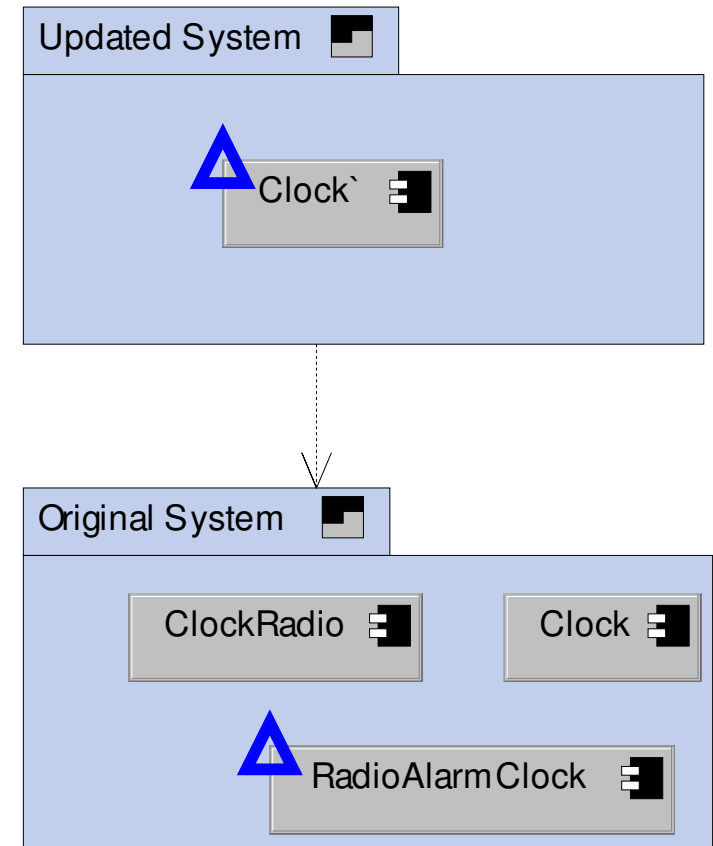 Updated System
Clock`
Original System
ClockRadio
Clock
RadioAlarmClock